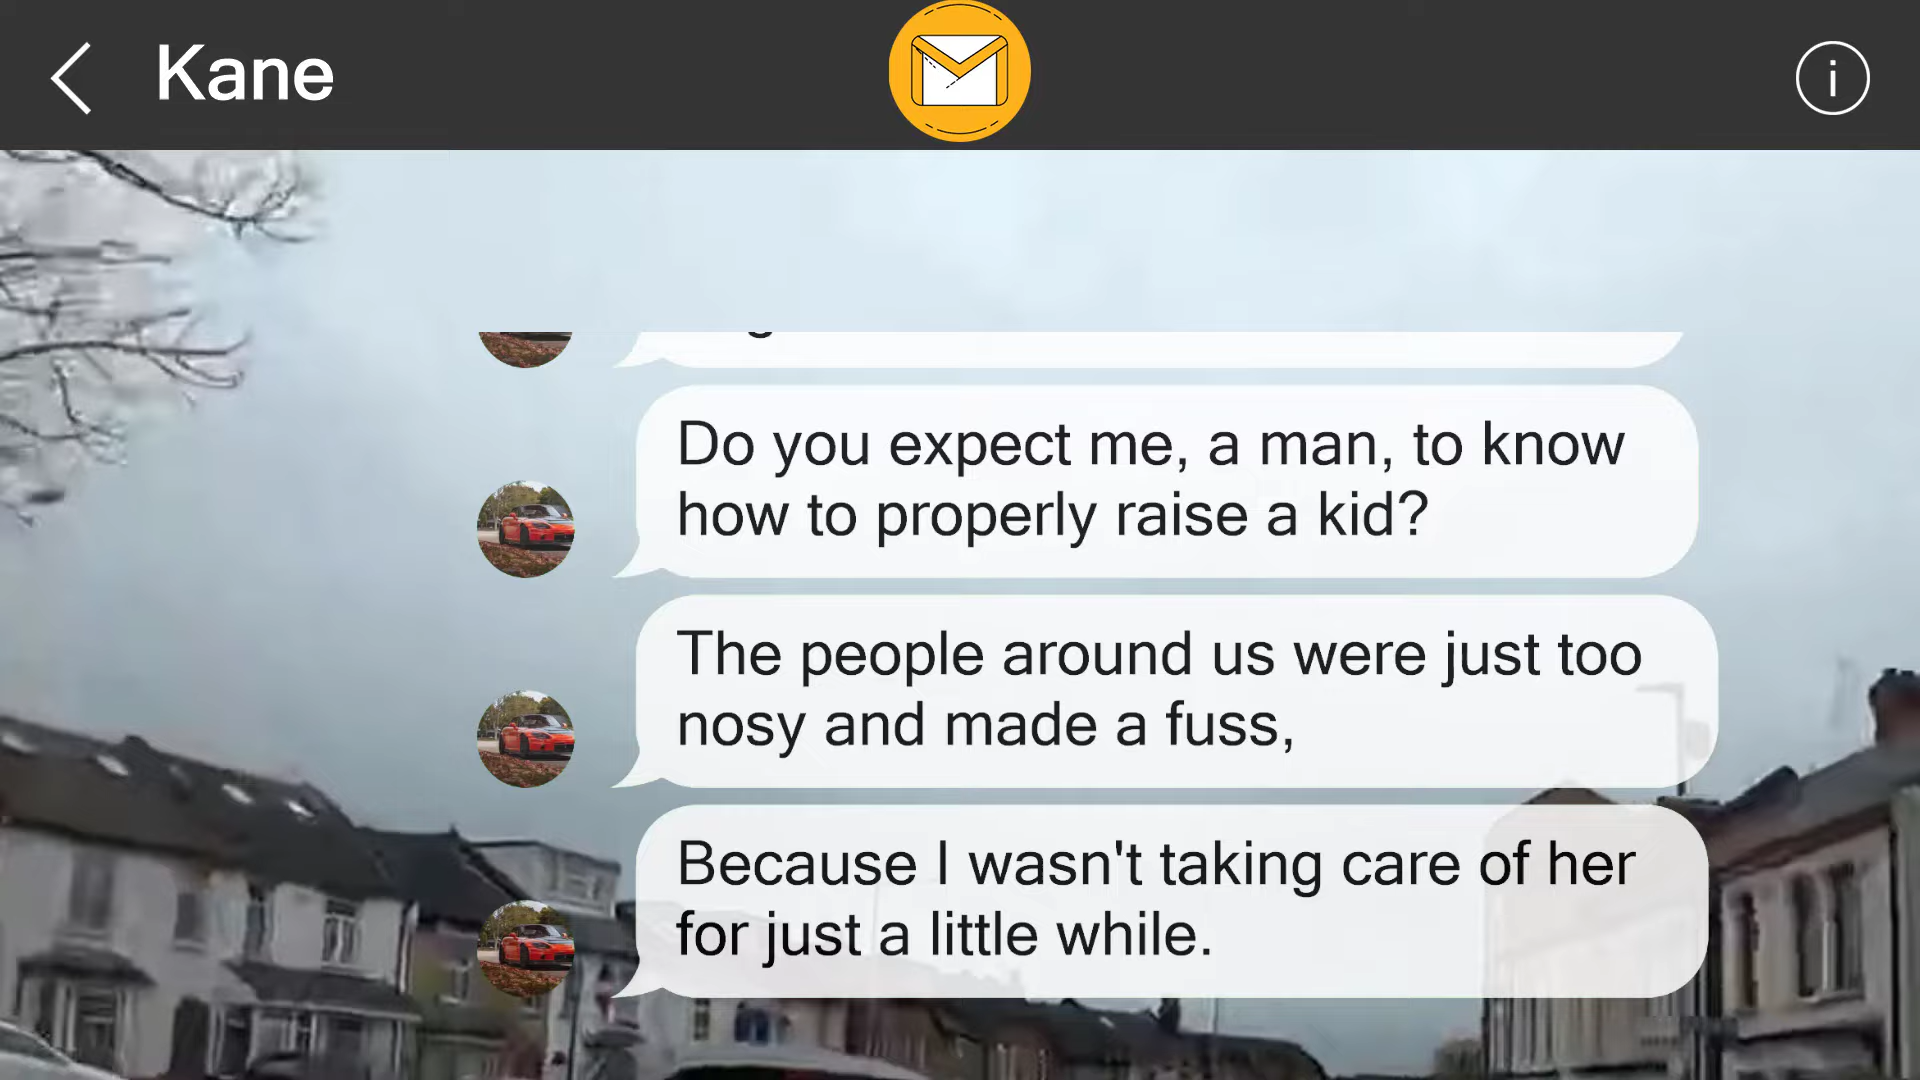 Kane
Do you expect me, a man, to know
how to properly raise a kid?
The people around us were just too
nosy and made a fuss,
Because I wasn't taking care of her
for just a little while.